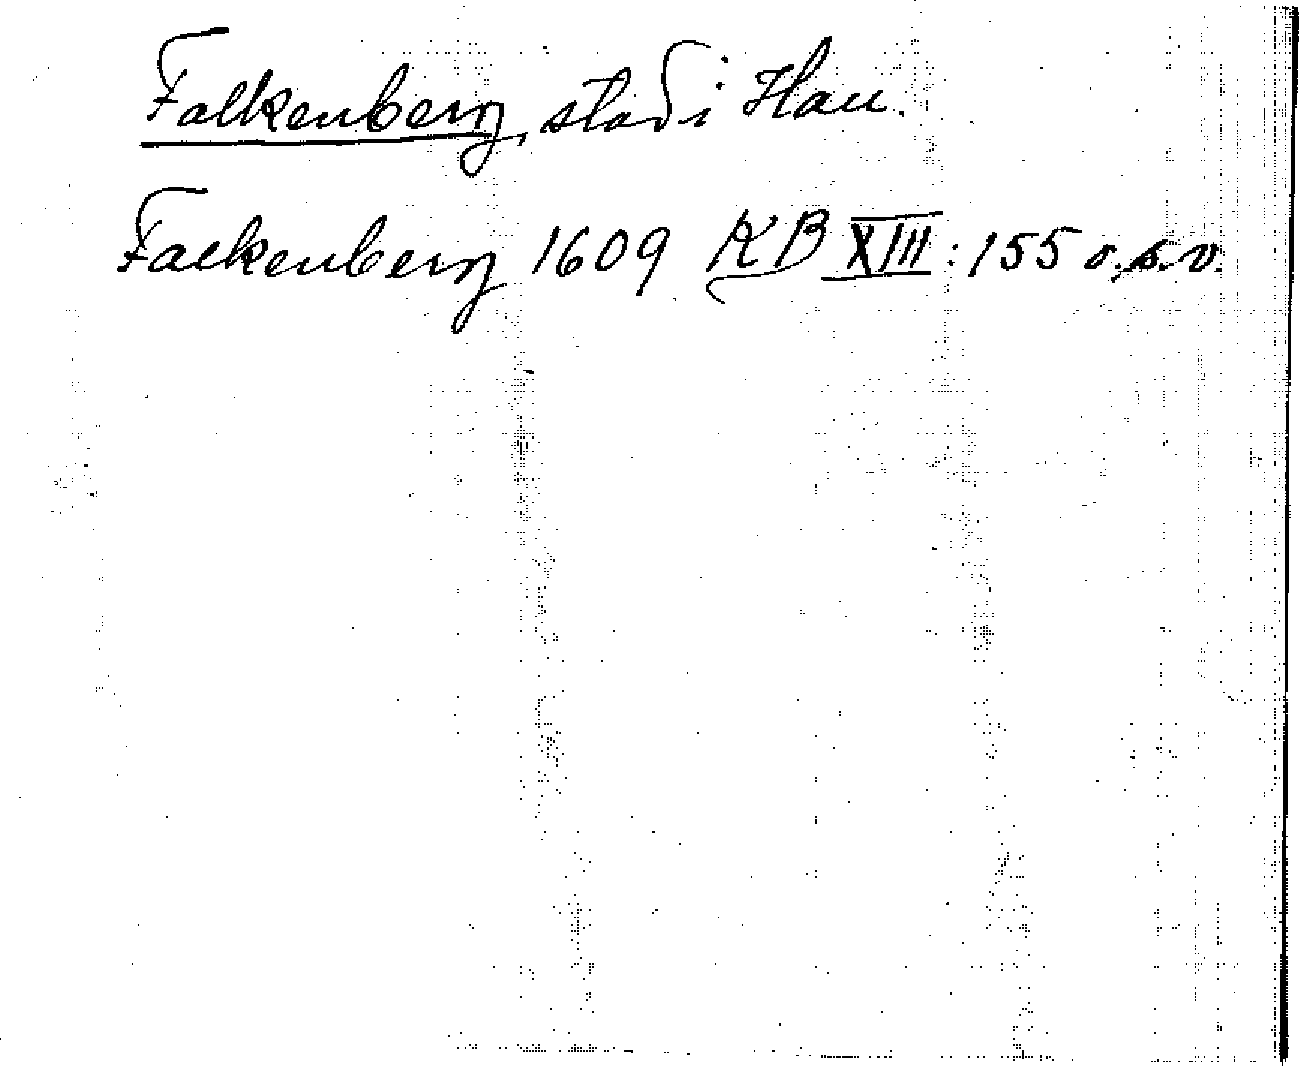 Falkenberg, stad i Hall.
Falkenberg 1609 KB XIII:155 o.s.v.